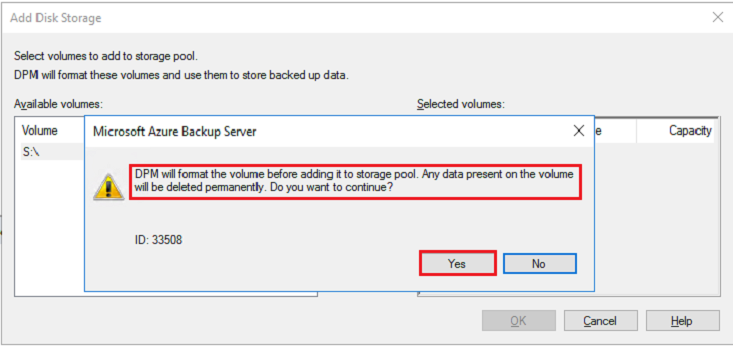 Add Disk Storage
Select volumes to add to storage pool.
DPM will format these volumes and use them to store backed up data.
Available volumes:
Selected volumes:
Volume
Capacity
S:\
Microsoft Azure Backup Server
DPM will format the volume before adding it to storage pool. Any data present on the volume
will be deleted permanently. Do you want to continue?
ID: 33508
Yes
No
OK
Cancel
Help